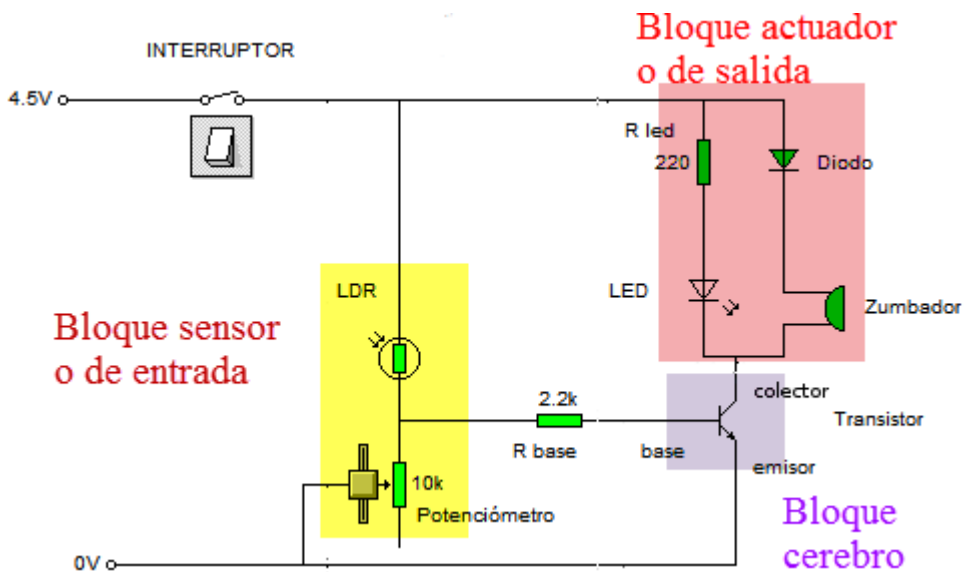 Bloque actuador
o de salida
INTERRUPTOR
4.5V
R led
220
Diodo
LDR
LED
Zumbador
Bloque sensor
o de entrada
2.2k
colector
Transistor
R base
base
emisor
10k
Potenciómetro
Bloque
cerebro
0V